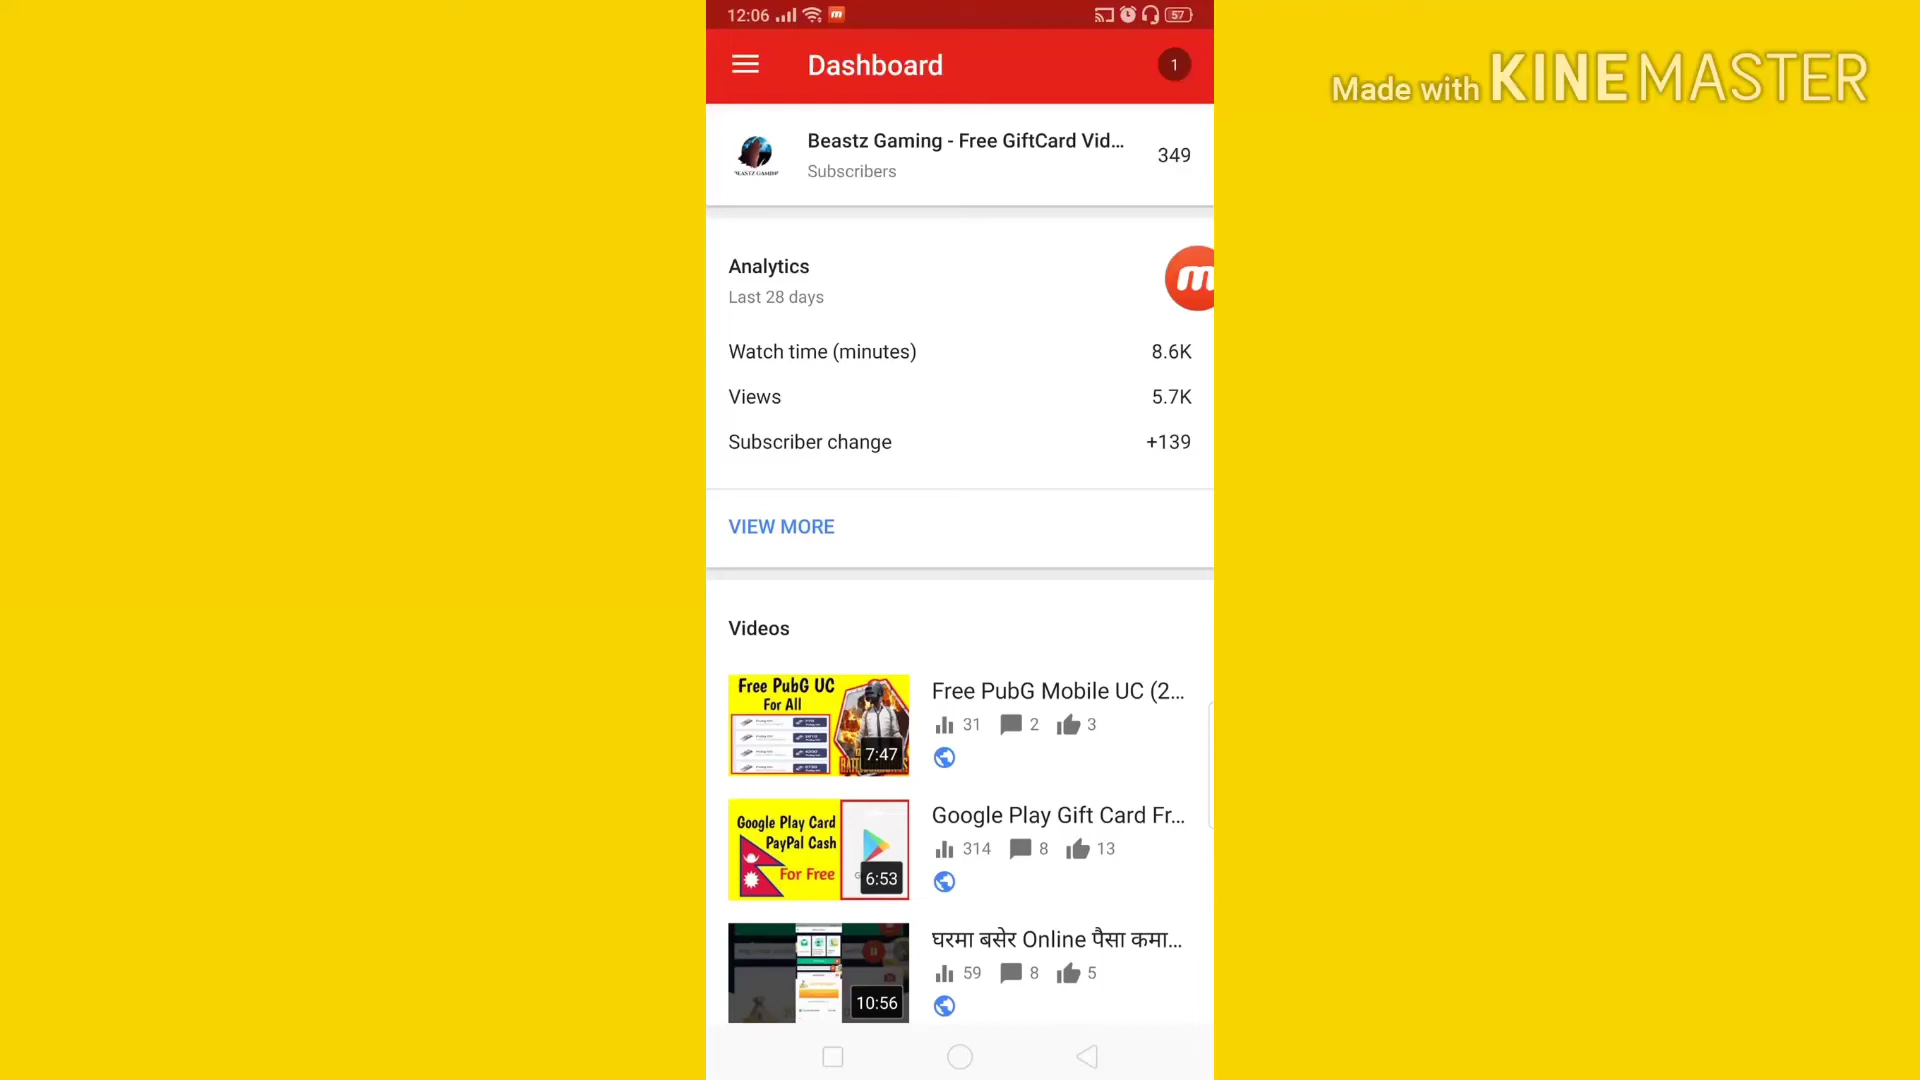 12:06
57
Made with KINEMASTER
Dashboard
1
Beastz Gaming - Free GiftCard Vid...
349
Subscribers
Analytics
Last 28 days
Watch time (minutes) 8.6K
Views 5.7K
Subscriber change +139
VIEW MORE
Videos
Free PubG UC
For All
7:47
Free PubG Mobile UC (2...
31 2 3
Google Play Card
PayPal Cash
For Free
6:53
Google Play Gift Card Fr...
314 8 13
10:56
घरमा बसेर Online पैसा कमा...
59 8 5